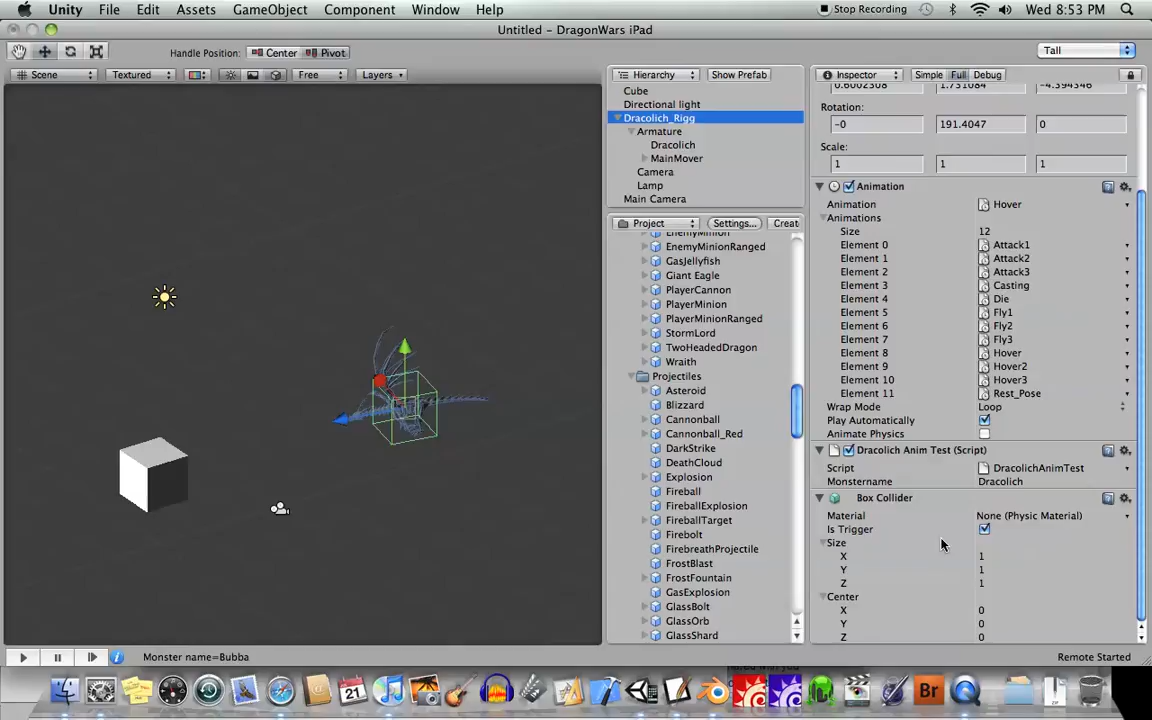 Unity File Edit Assets GameObject Component Window Help Stop Recording Wed 8:53 PM
Untitled - DragonWars iPad
Handle Position: Center Pivot Tall
Scene Textured Free Layers
Hierarchy Show Prefab
Cube
Directional light
Dracolich_Rigg
Armature
Dracolich
MainMover
Camera
Lamp
Main Camera
Project Settings... Creat
EnemyMinion
EnemyMinionRanged
GasJellyfish
Giant Eagle
PlayerCannon
PlayerMinion
PlayerMinionRanged
StormLord
TwoHeadedDragon
Wraith
Projectiles
Asteroid
Blizzard
Cannonball
Cannonball_Red
DarkStrike
DeathCloud
Explosion
Fireball
FireballExplosion
FireballTarget
Firebolt
FirebreathProjectile
FrostBlast
FrostFountain
GasExplosion
GlassBolt
GlassOrb
GlassShard
Inspector Simple Full Debug
0.6002308 1.751084 -4.394346
Rotation:
-0 191.4047 0
Scale:
1 1 1
Animation
Animation Hover
Animations
Size 12
Element 0 Attack1
Element 1 Attack2
Element 2 Attack3
Element 3 Casting
Element 4 Die
Element 5 Fly1
Element 6 Fly2
Element 7 Fly3
Element 8 Hover
Element 9 Hover2
Element 10 Hover3
Element 11 Rest_Pose
Wrap Mode Loop
Play Automatically
Animate Physics
Dracolich Anim Test (Script)
Script DracolichAnimTest
Monstername Dracolich
Box Collider
Material None (Physic Material)
Is Trigger
Size
X 1
Y 1
Z 1
Center
X 0
Y 0
Z 0
Monster name=Bubba Remote Started
21
Br